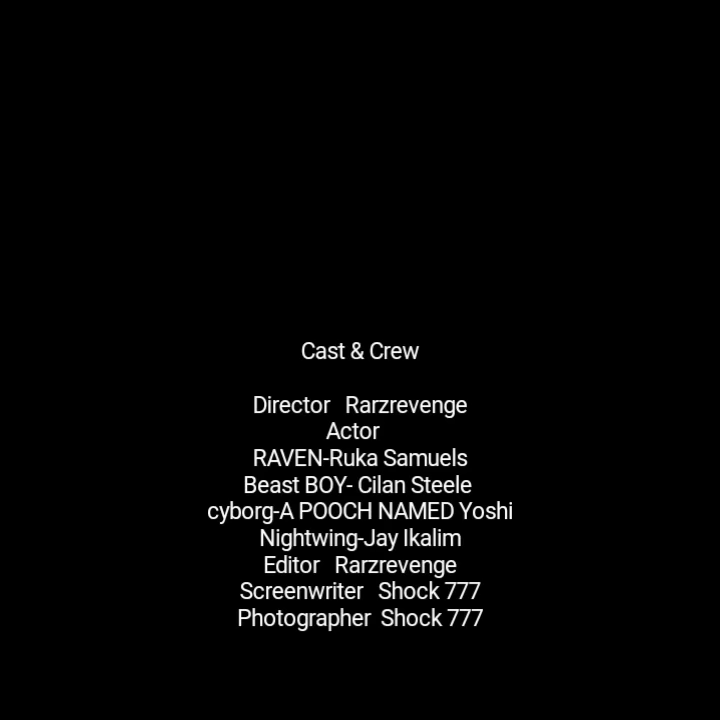 Cast & Crew
Director Rarzrevenge
Actor
RAVEN-Ruka Samuels
Beast BOY- Cilan Steele
cyborg-A POOCH NAMED Yoshi
Nightwing-Jay Ikalim
Editor Rarzrevenge
Screenwriter Shock 777
Photographer Shock 777